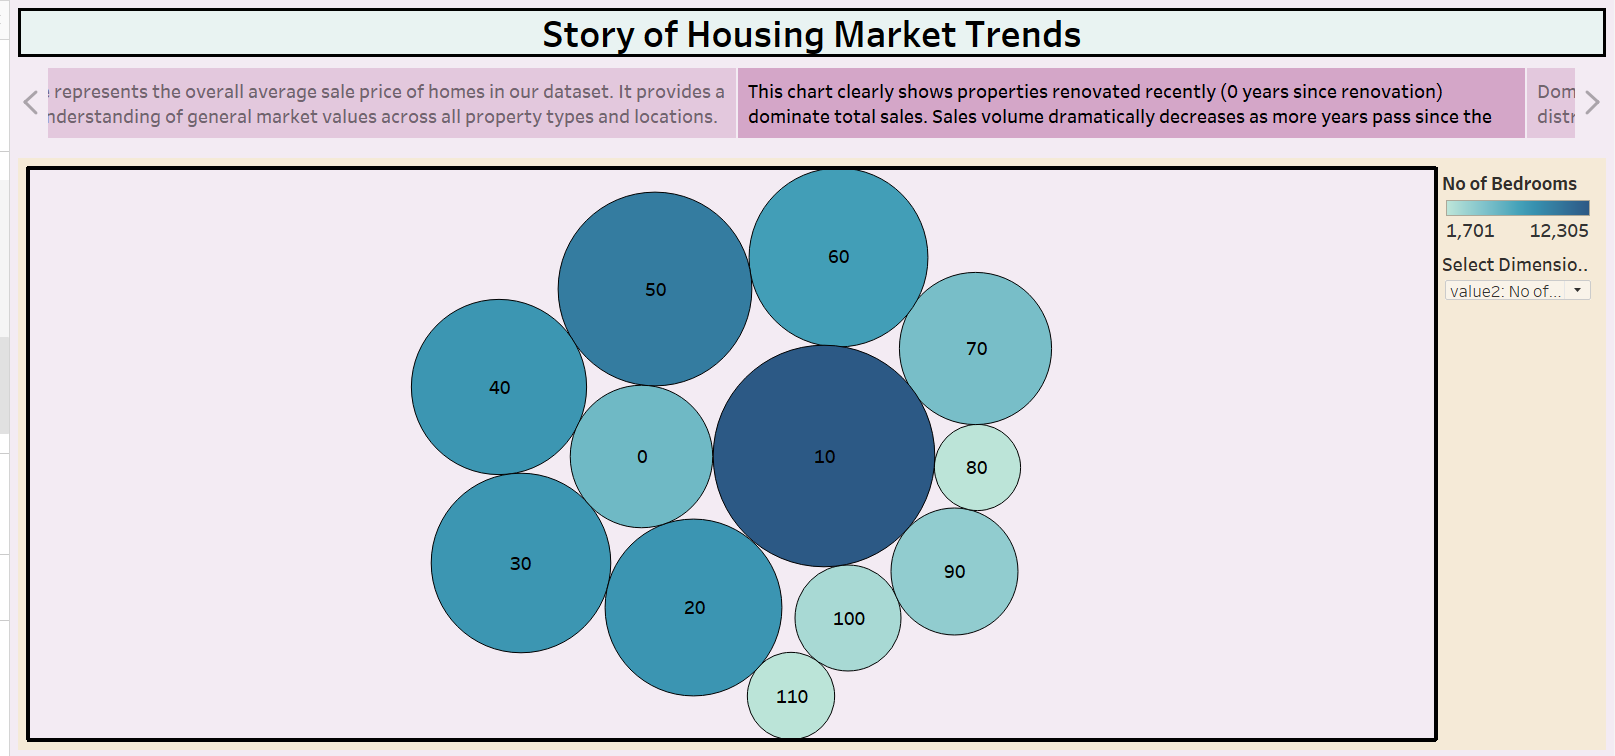 Story of Housing Market Trends
represents the overall average sale price of homes in our dataset. It provides a
of general market values across all property types and locations.
This chart clearly shows properties renovated recently (0 years since renovation)
dominate total sales. Sales volume dramatically decreases as more years pass since the
No of Bedrooms
1,701 12,305
Select Dimensio..
value2: No of...
60
50
70
40
0
10
80
30
90
20
100
110